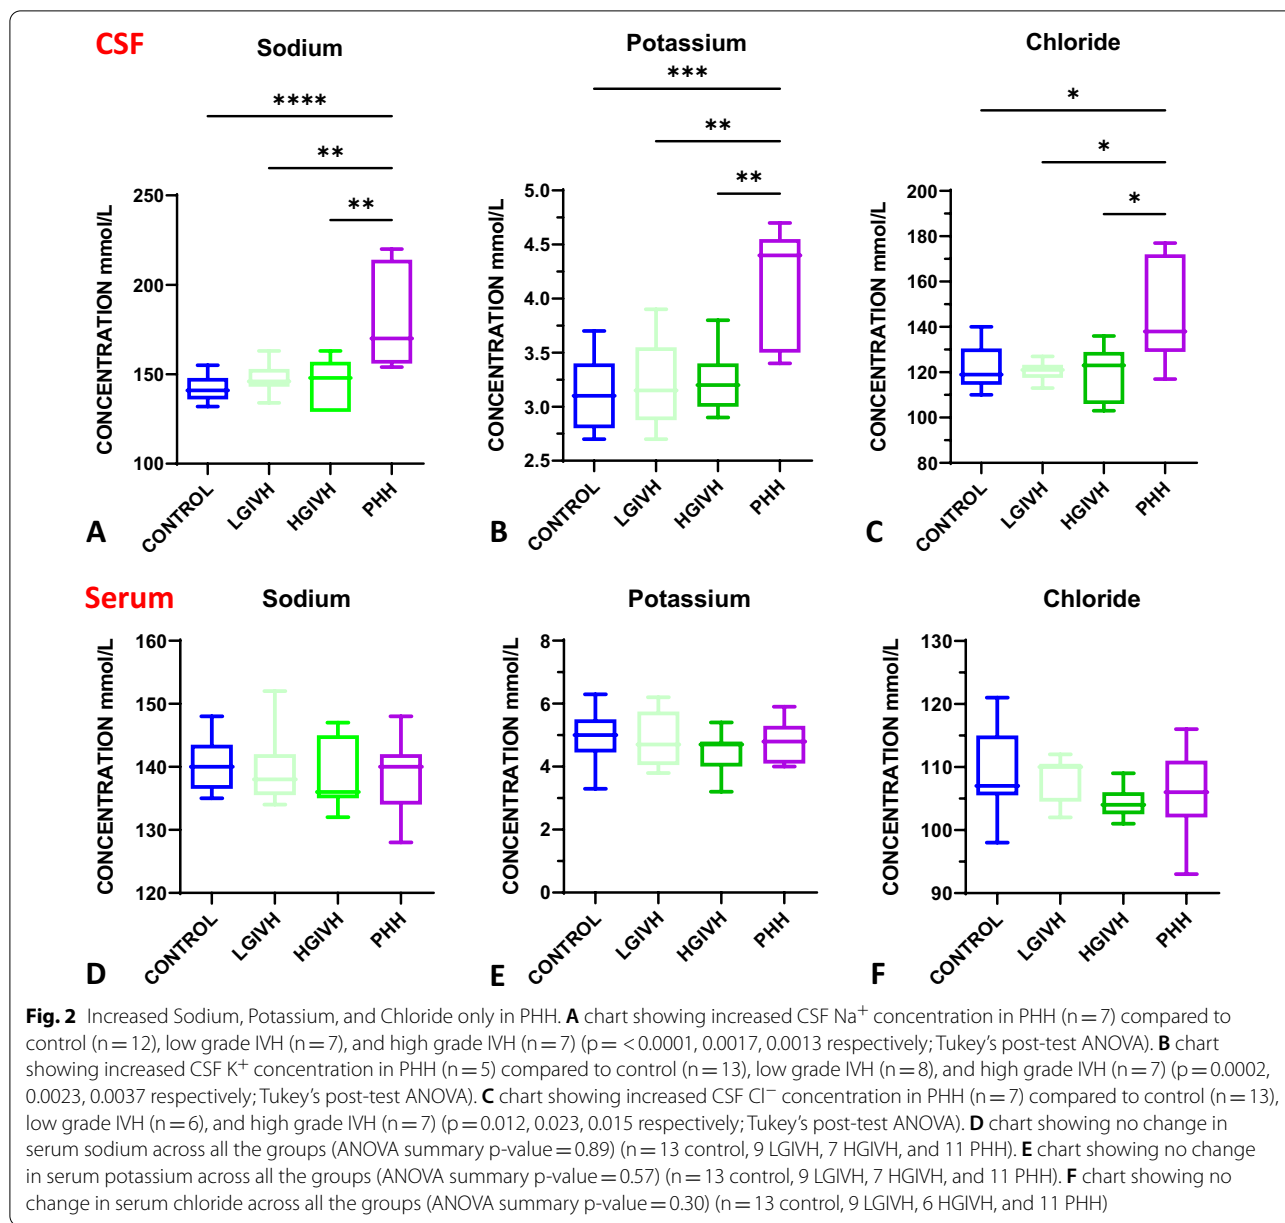 CSF
Sodium
Potassium
Chloride
****
**
**
***
**
**
*
*
*
CONCENTRATION mmol/L
250
200
150
100
CONTROL
LGIVH
HGIVH
PHH
A
CONCENTRATION mmol/L
5.0
4.5
4.0
3.5
3.0
2.5
CONTROL
LGIVH
HGIVH
PHH
B
CONCENTRATION mmol/L
200
180
160
140
120
100
80
CONTROL
LGIVH
HGIVH
PHH
C
Serum
Sodium
Potassium
Chloride
CONCENTRATION mmol/L
160
150
140
130
120
CONTROL
LGIVH
HGIVH
PHH
D
CONCENTRATION mmol/L
8
6
4
2
0
CONTROL
LGIVH
HGIVH
PHH
E
CONCENTRATION mmol/L
130
120
110
100
90
CONTROL
LGIVH
HGIVH
PHH
F
Fig. 2 Increased Sodium, Potassium, and Chloride only in PHH. A chart showing increased CSF Na⁺ concentration in PHH (n = 7) compared to
control (n = 12), low grade IVH (n = 7), and high grade IVH (n = 7) (p = < 0.0001, 0.0017, 0.0013 respectively; Tukey's post-test ANOVA). B chart
showing increased CSF K⁺ concentration in PHH (n = 5) compared to control (n = 13), low grade IVH (n = 8), and high grade IVH (n = 7) (p = 0.0002,
0.0023, 0.0037 respectively; Tukey's post-test ANOVA). C chart showing increased CSF Cl⁻ concentration in PHH (n = 7) compared to control (n = 13),
low grade IVH (n = 6), and high grade IVH (n = 7) (p = 0.012, 0.023, 0.015 respectively; Tukey's post-test ANOVA). D chart showing no change in
serum sodium across all the groups (ANOVA summary p-value = 0.89) (n = 13 control, 9 LGIVH, 7 HGIVH, and 11 PHH). E chart showing no change
in serum potassium across all the groups (ANOVA summary p-value = 0.57) (n = 13 control, 9 LGIVH, 7 HGIVH, and 11 PHH). F chart showing no
change in serum chloride across all the groups (ANOVA summary p-value = 0.30) (n = 13 control, 9 LGIVH, 6 HGIVH, and 11 PHH)